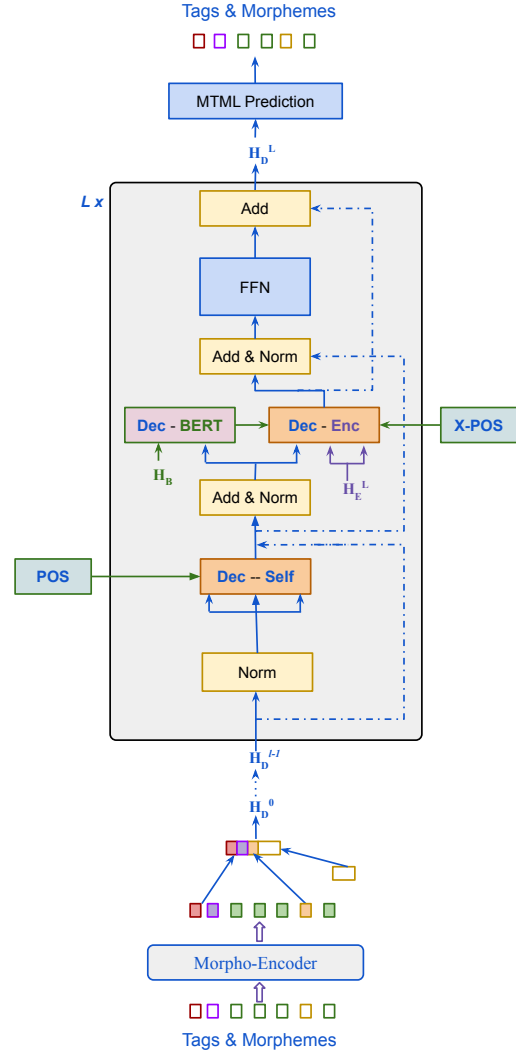 Tags & Morphemes
MTML Prediction
H_D^L
L x
Add
FFN
Add & Norm
Dec - BERT
Dec - Enc
X-POS
H_B
H_E^L
Add & Norm
POS
Dec -- Self
Norm
H_D^{l-1}
H_D^0
Morpho-Encoder
Tags & Morphemes